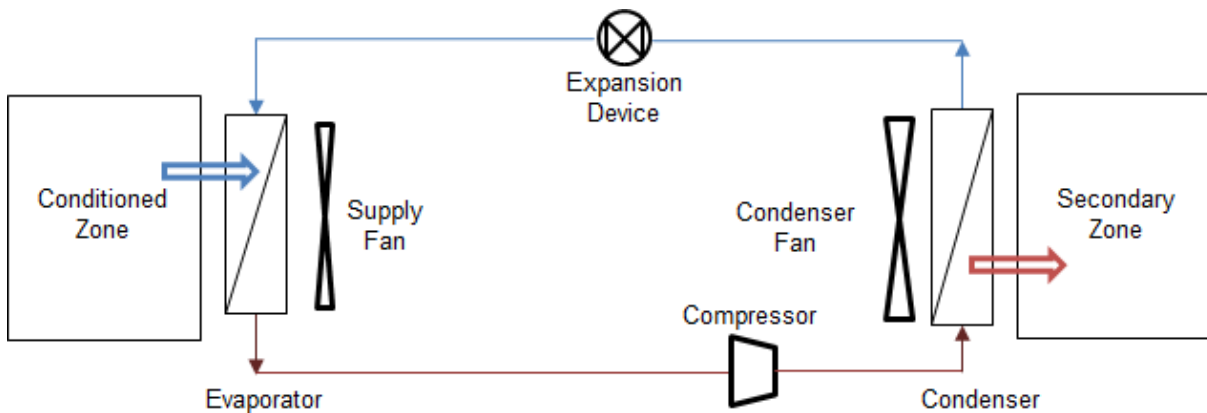 Expansion
Device
Conditioned
Zone
Supply
Fan
Condenser
Fan
Secondary
Zone
Compressor
Evaporator
Condenser